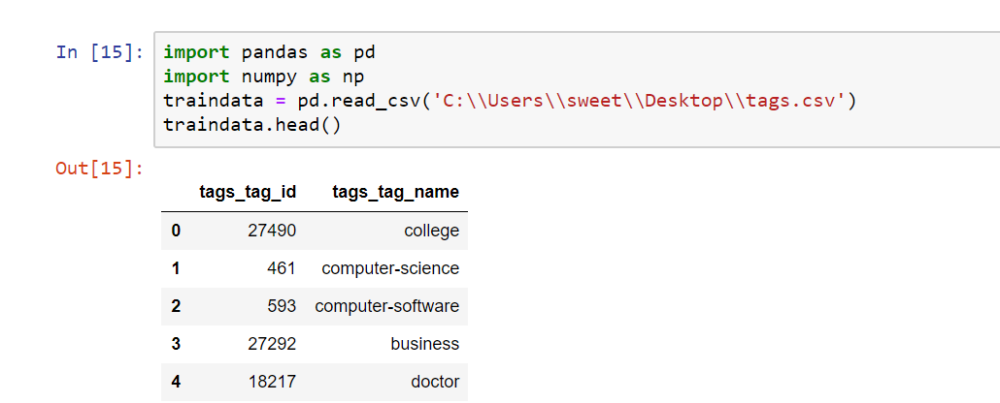 In [15]: import pandas as pd
import numpy as np
traindata = pd.read_csv('C:\\Users\\sweet\\Desktop\\tags.csv')
traindata.head()
Out[15]:
tags_tag_id tags_tag_name
0 27490 college
1 461 computer-science
2 593 computer-software
3 27292 business
4 18217 doctor